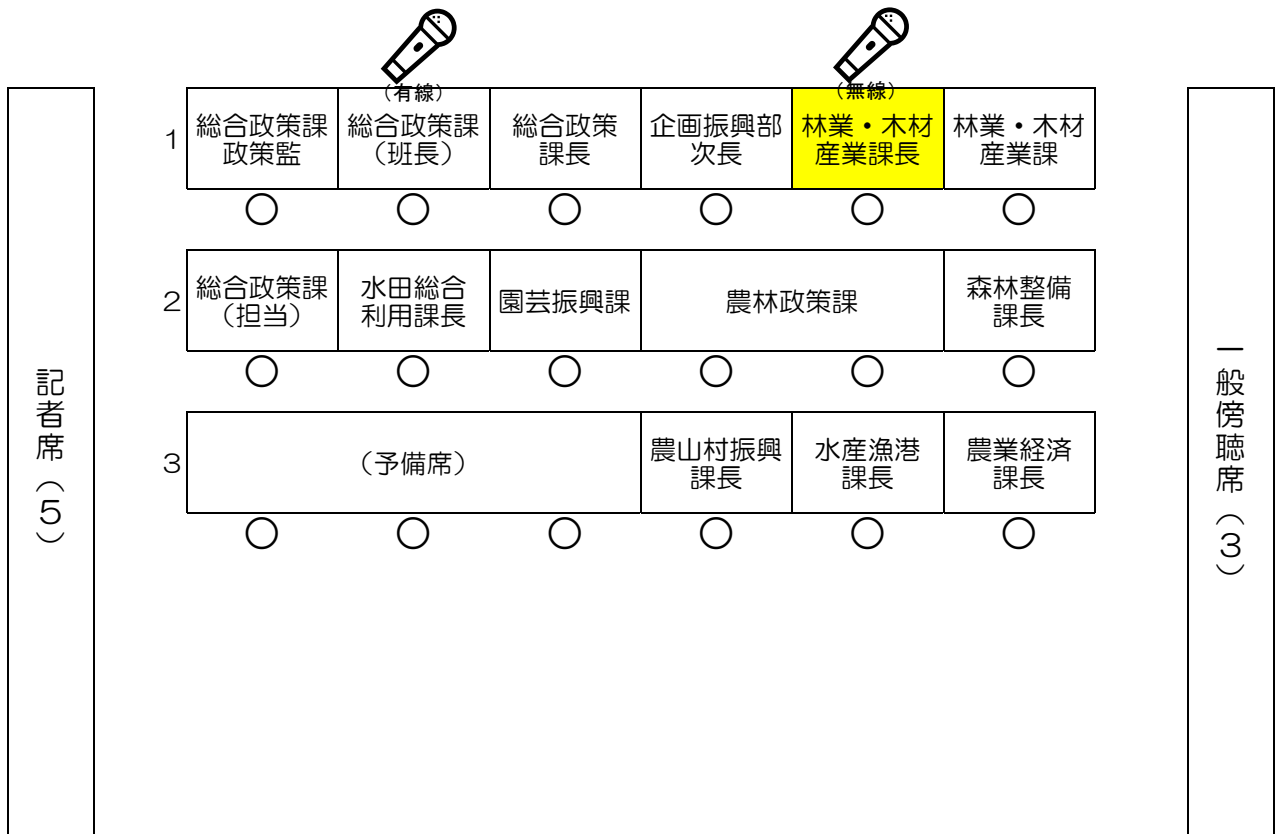 （有線）
（無線）
1
総合政策課
政策監
総合政策課
（班長）
総合政策
課長
企画振興部
次長
林業・木材
産業課長
林業・木材
産業課
2
総合政策課
（担当）
水田総合
利用課長
園芸振興課
農林政策課
森林整備
課長
3
（予備席）
農山村振興
課長
水産漁港
課長
農業経済
課長
記者席（5）
一般傍聴席（3）